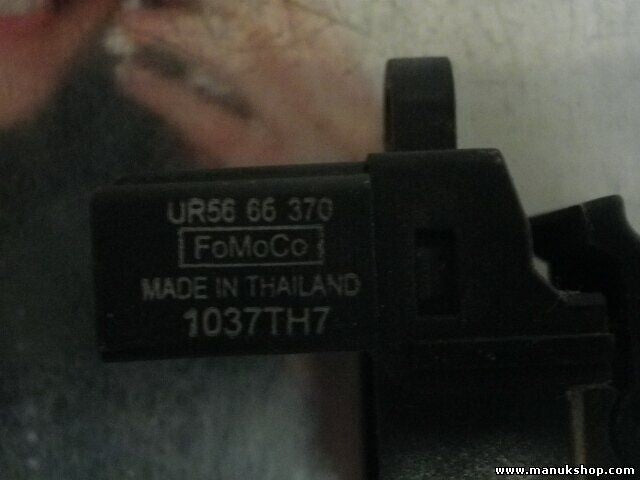 UR56 66 370
FoMoCo
MADE IN THAILAND
1037TH7
www.manukshop.com